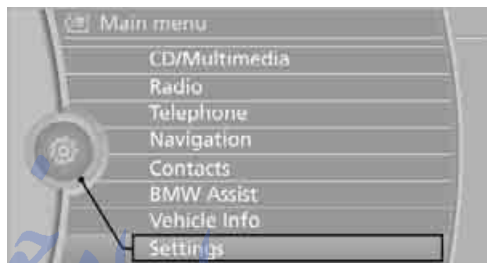 Main menu
CD/Multimedia
Radio
Telephone
Navigation
Contacts
BMW Assist
Vehicle Info
Settings